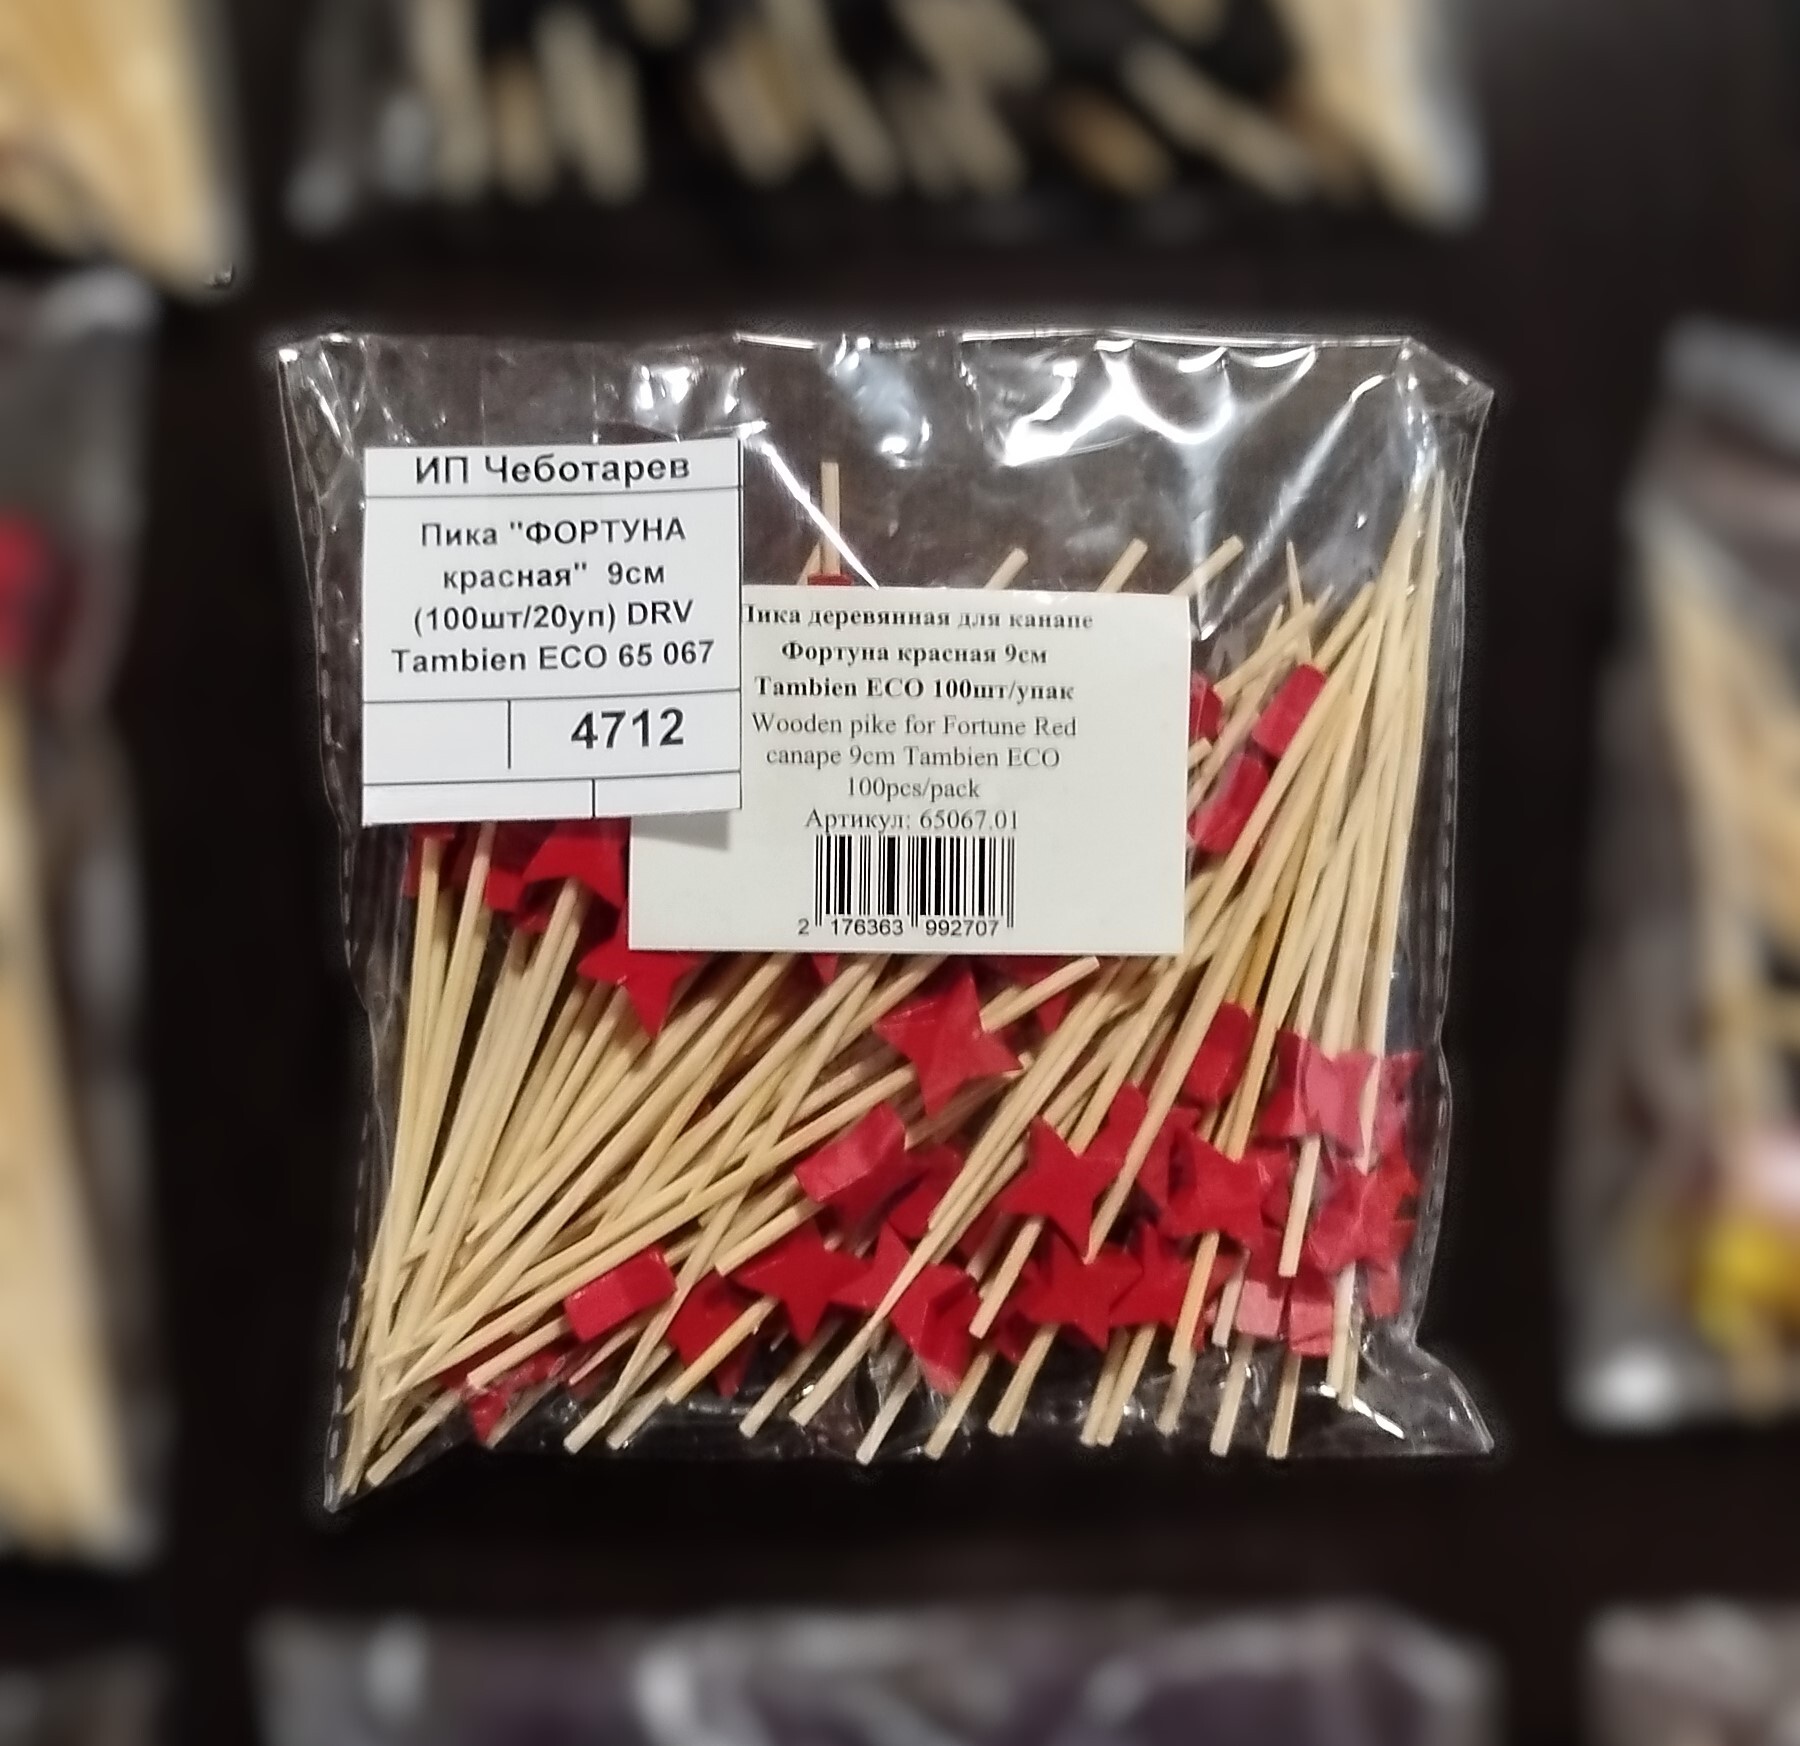 ИП Чеботарев
Пика "ФОРТУНА
красная" 9см
(100шт/20уп) DRV
Tambien ECO 65 067
4712
Пика деревянная для канапе
Фортуна красная 9см
Tambien ECO 100шт/упак
Wooden pike for Fortune Red
canape 9cm Tambien ECO
100pcs/pack
Артикул: 65067.01
2 176363 992707